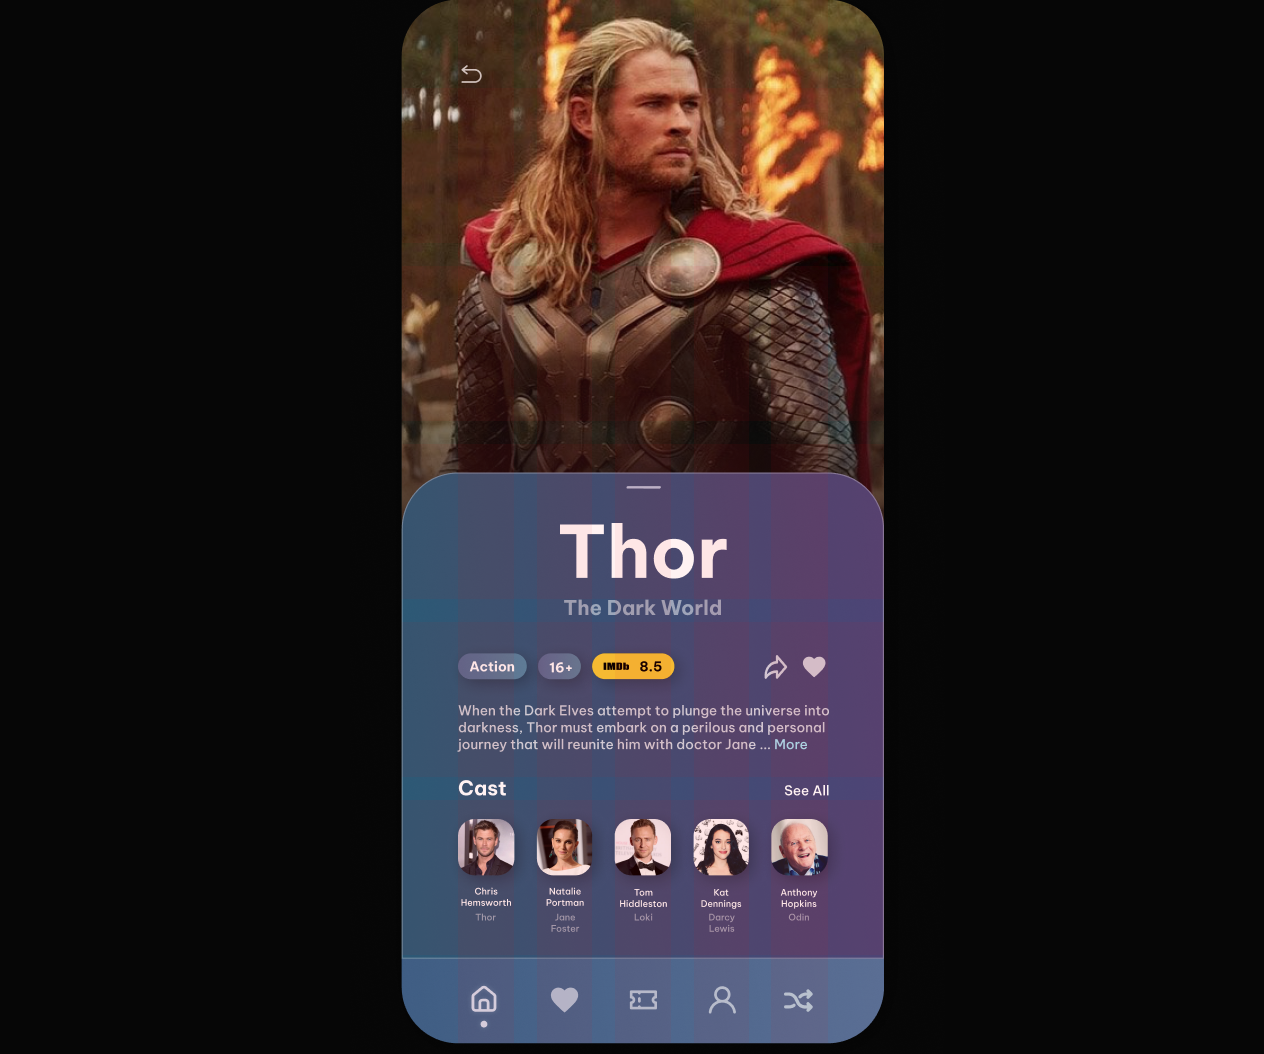 Thor
The Dark World
Action
16+
IMDb 8.5
When the Dark Elves attempt to plunge the universe into
darkness, Thor must embark on a perilous and personal
journey that will reunite him with doctor Jane ... More
Cast
See All
Chris
Hemsworth
Thor
Natalie
Portman
Jane
Foster
Tom
Hiddleston
Loki
Kat
Dennings
Darcy
Lewis
Anthony
Hopkins
Odin